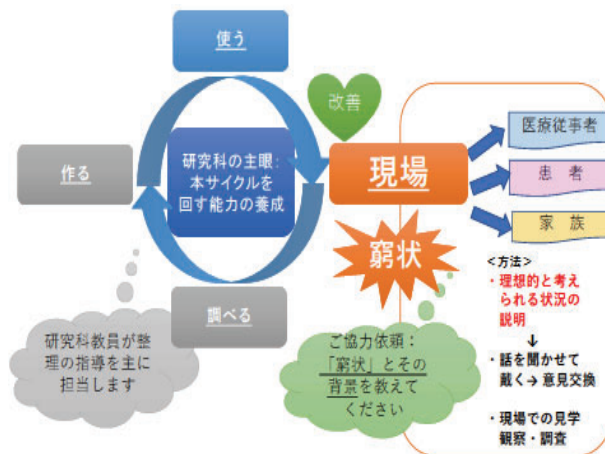 使う
改善
作る
研究科の主眼：
本サイクルを
回す能力の養成
現場
医療従事者
患　者
家　族
窮状
調べる
研究科教員が整
理の指導を主に
担当します
ご協力依頼：
「窮状」とその
背景を教えて
ください
＜方法＞
・理想的と考え
られる状況の
説明
↓
・話を聞かせて
戴く→ 意見交換
・現場での見学
観察・調査